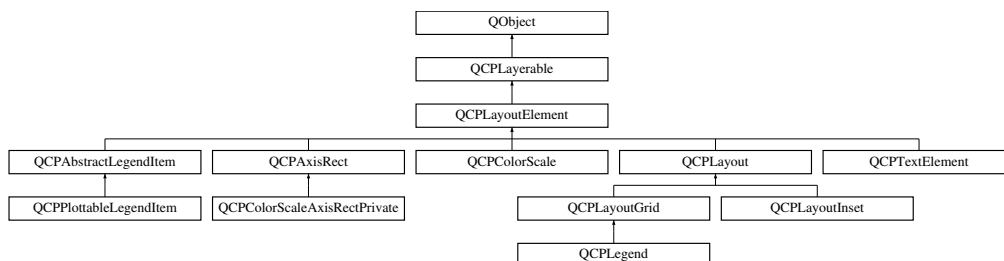 QObject
QCPLayerable
QCPLayoutElement
QCPAbstractLegendItem
QCPAxisRect
QCPColorScale
QCPLayout
QCPTextElement
QCPPlottableLegendItem
QCPColorScaleAxisRectPrivate
QCPLayoutGrid
QCPLayoutInset
QCPLegend